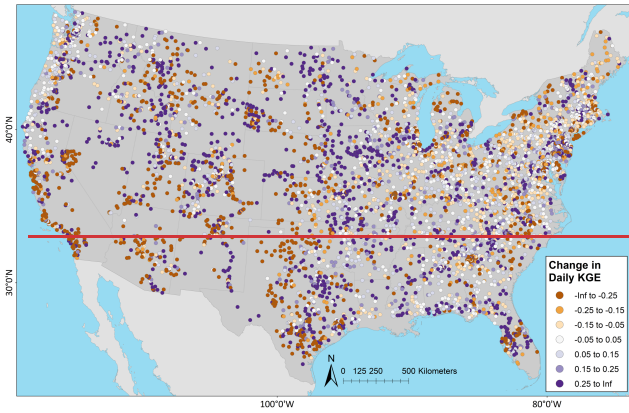 40°0'N
30°0'N
100°0'W
80°0'W
N
0 125 250 500 Kilometers
Change in
Daily KGE
-Inf to -0.25
-0.25 to -0.15
-0.15 to -0.05
-0.05 to 0.05
0.05 to 0.15
0.15 to 0.25
0.25 to Inf